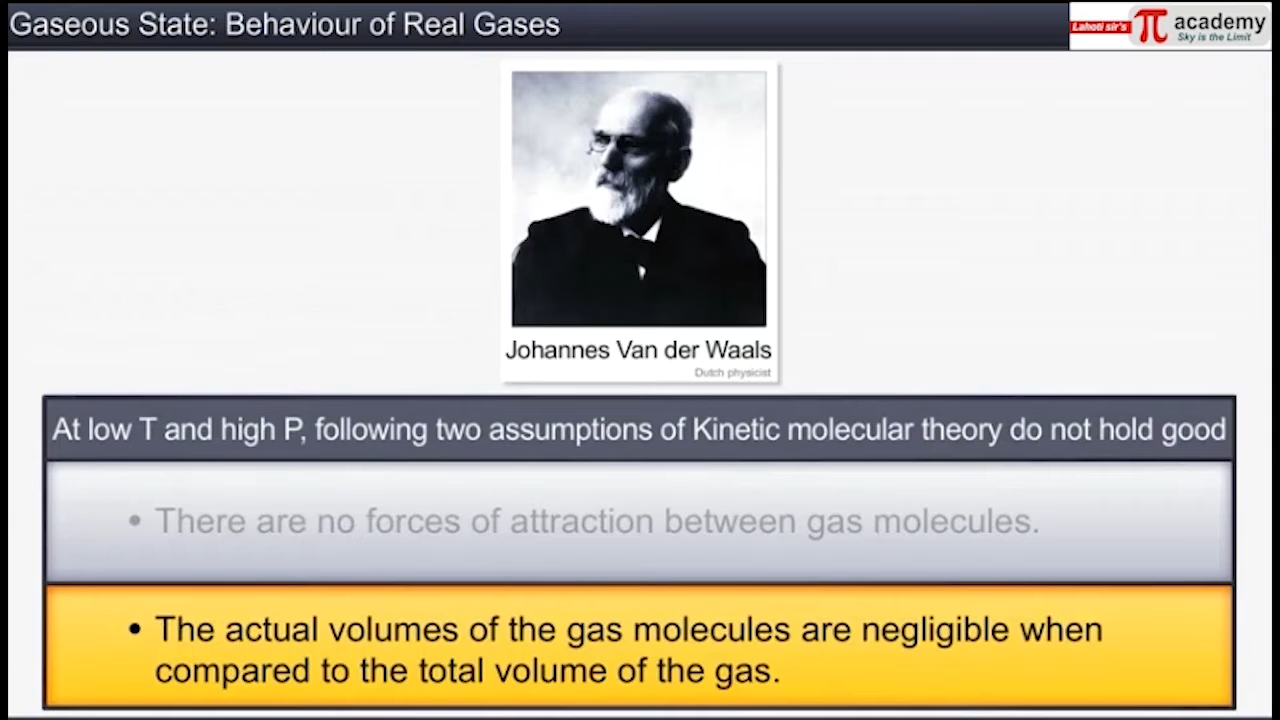 Gaseous State: Behaviour of Real Gases
Lahoti sir's π academy
Sky is the Limit
Johannes Van der Waals
Dutch physicist
At low T and high P, following two assumptions of Kinetic molecular theory do not hold good
• There are no forces of attraction between gas molecules.
• The actual volumes of the gas molecules are negligible when
compared to the total volume of the gas.